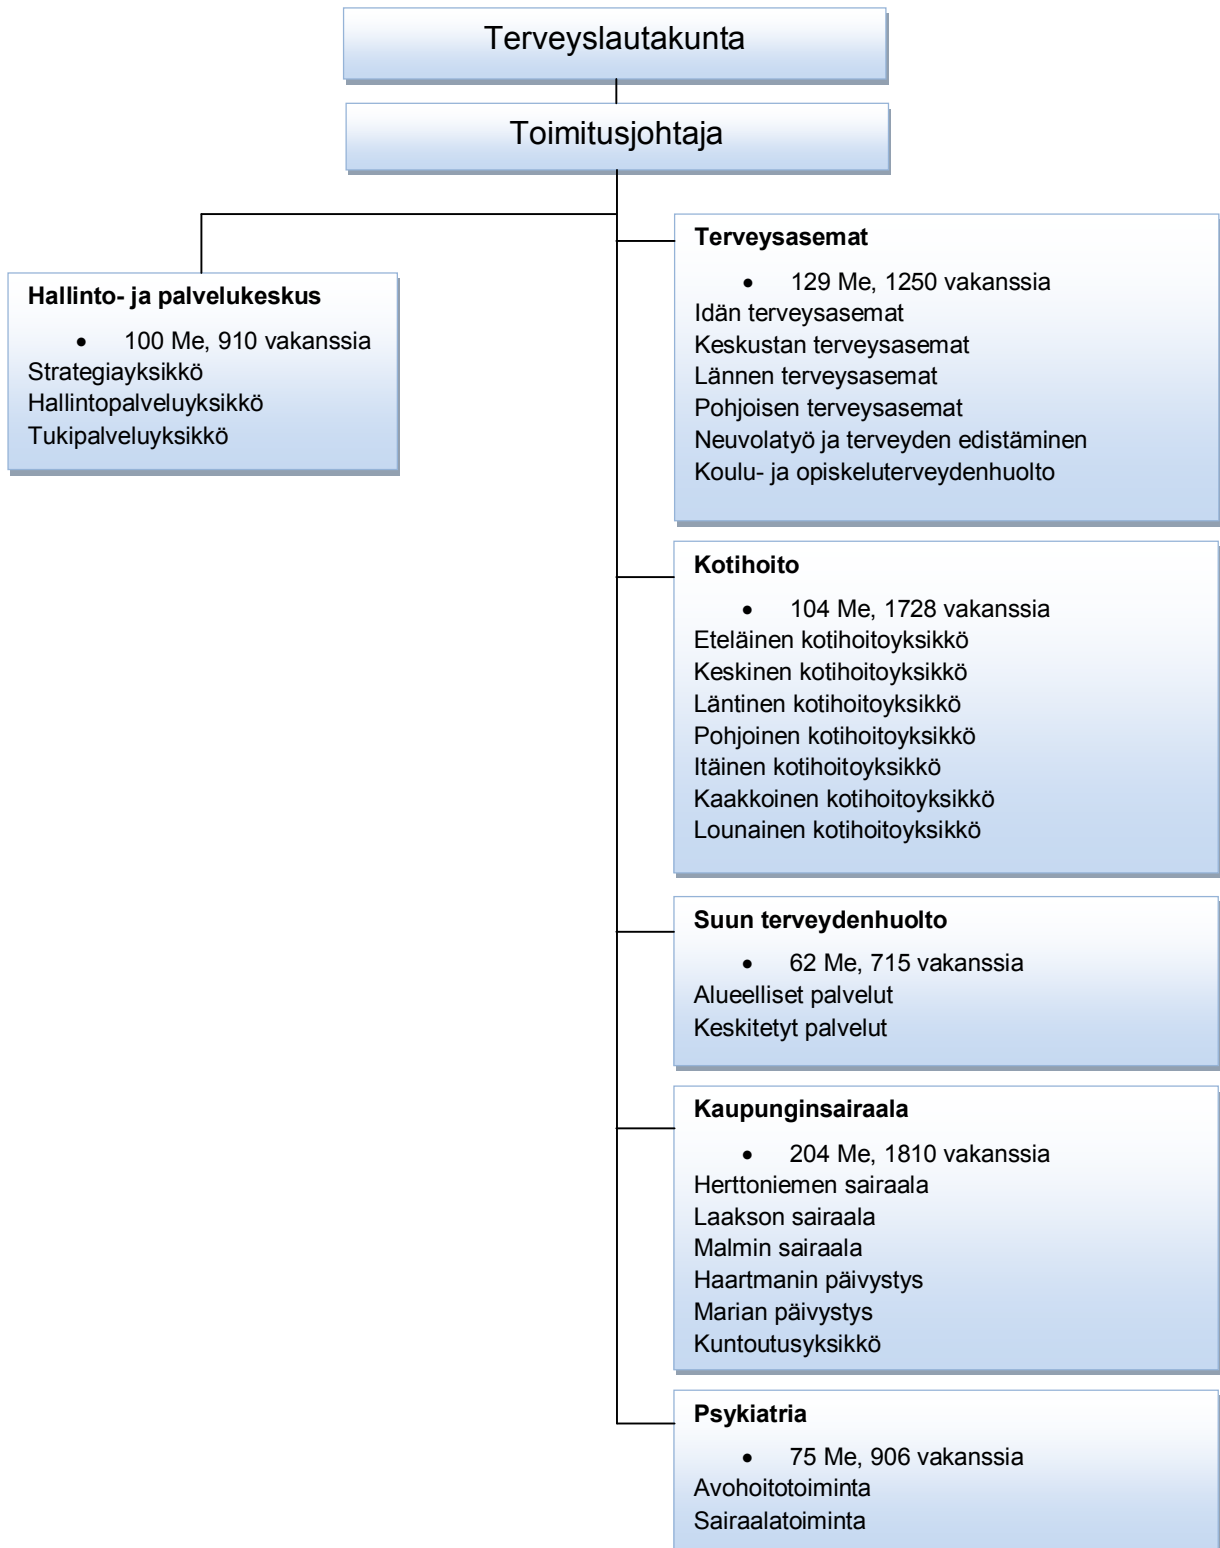 Terveyslautakunta
Toimitusjohtaja
Hallinto- ja palvelukeskus
• 100 Me, 910 vakanssia
Strategiayksikkö
Hallintopalveluyksikkö
Tukipalveluyksikkö
Terveysasemat
• 129 Me, 1250 vakanssia
Idän terveysasemat
Keskustan terveysasemat
Lännen terveysasemat
Pohjoisen terveysasemat
Neuvolatyö ja terveyden edistäminen
Koulu- ja opiskeluterveydenhuolto
Kotihoito
• 104 Me, 1728 vakanssia
Eteläinen kotihoitoyksikkö
Keskinen kotihoitoyksikkö
Läntinen kotihoitoyksikkö
Pohjoinen kotihoitoyksikkö
Itäinen kotihoitoyksikkö
Kaakkoinen kotihoitoyksikkö
Lounainen kotihoitoyksikkö
Suun terveydenhuolto
• 62 Me, 715 vakanssia
Alueelliset palvelut
Keskitetyt palvelut
Kaupunginsairaala
• 204 Me, 1810 vakanssia
Herttoniemen sairaala
Laakson sairaala
Malmin sairaala
Haartmanin päivystys
Marian päivystys
Kuntoutusyksikkö
Psykiatria
• 75 Me, 906 vakanssia
Avohoitotoiminta
Sairaalatoiminta